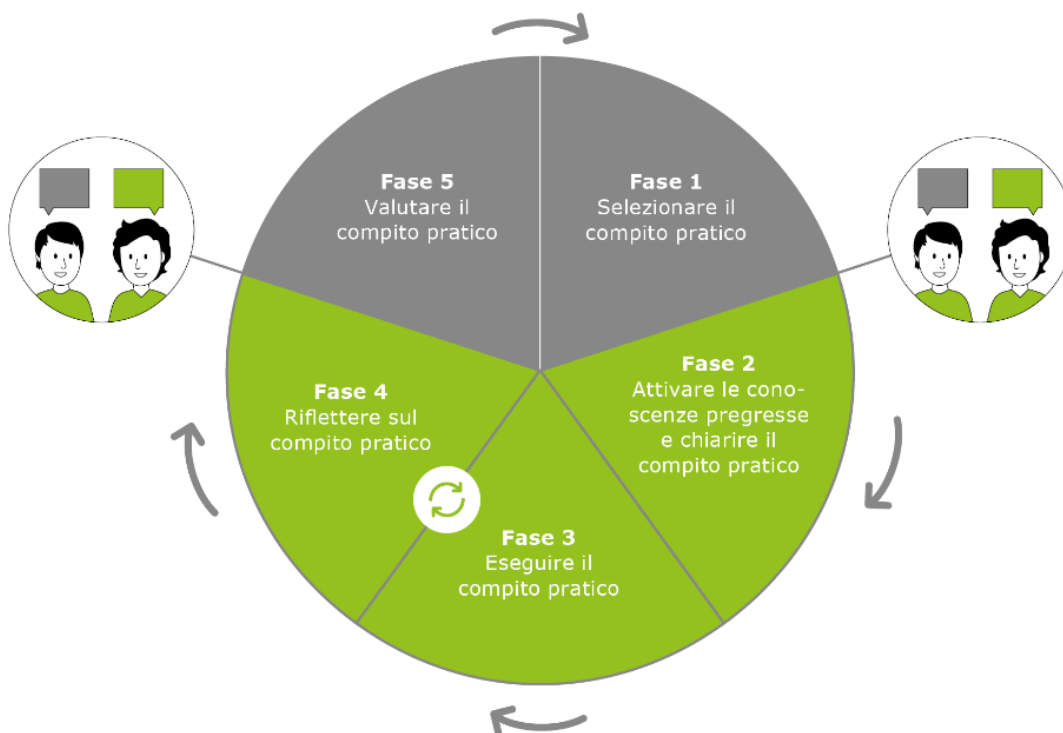 Fase 1
Selezionare il
compito pratico
Fase 2
Attivare le cono-
scenze pregresse
e chiarire il
compito pratico
Fase 3
Eseguire il
compito pratico
Fase 4
Riflettere sul
compito pratico
Fase 5
Valutare il
compito pratico